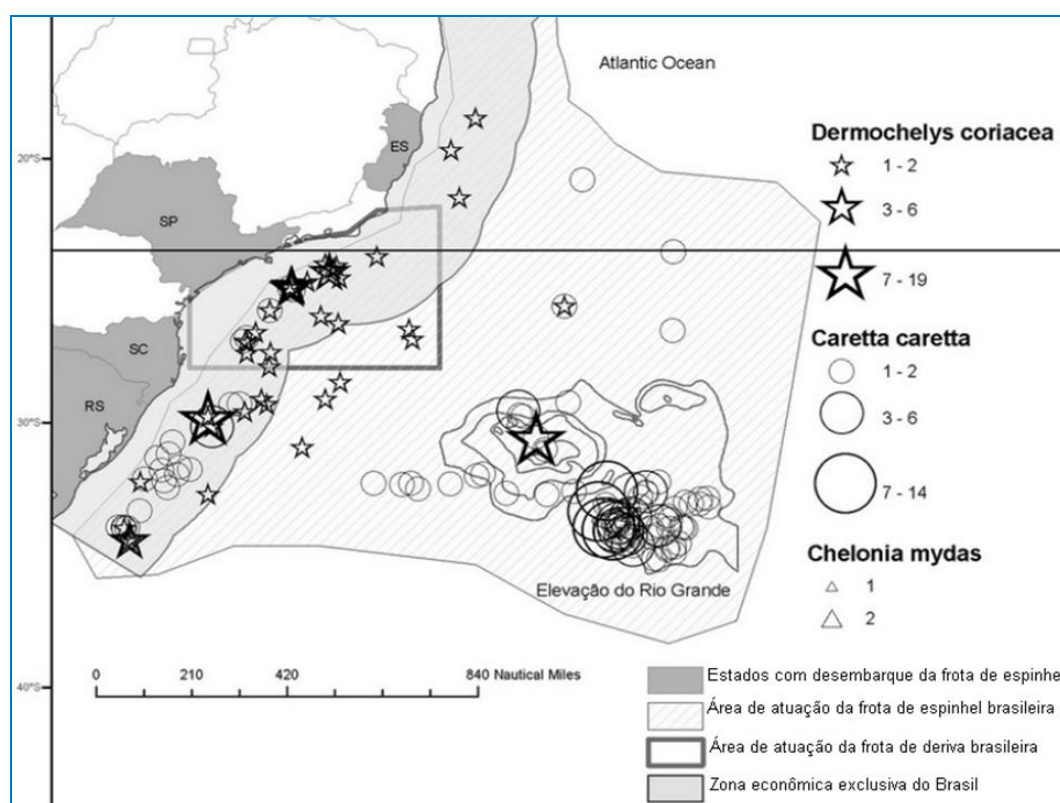 Atlantic Ocean
Dermochelys coriacea
1 - 2
3 - 6
7 - 19
Caretta caretta
1 - 2
3 - 6
7 - 14
Chelonia mydas
1
2
20°S
30°S
40°S
ES
SP
SC
RS
Elevação do Rio Grande
0 210 420 840 Nautical Miles
Estados com desembarque da frota de espinhe
Área de atuação da frota de espinhel brasileira
Área de atuação da frota de deriva brasileira
Zona econômica exclusiva do Brasil